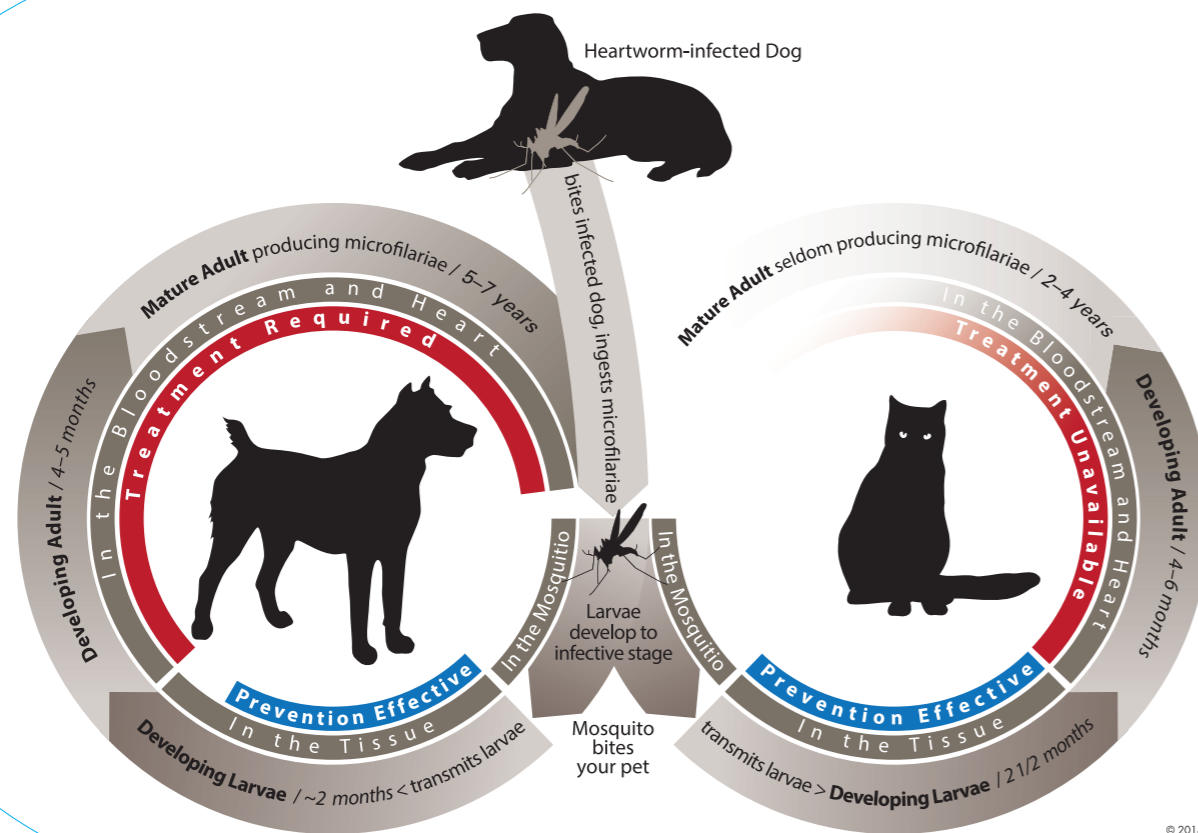 Heartworm-infected Dog
bites infected dog, ingests microfilariae
Mature Adult producing microfilariae / 5–7 years
In the Bloodstream and Heart
Treatment Required
Developing Adult / 4–5 months
Prevention Effective
In the Tissue
Developing Larvae / ~2 months < transmits larvae
In the Mosquitio
Larvae
develop to
infective stage
In the Mosquitio
Mosquito
bites
your pet
Mature Adult seldom producing microfilariae / 2–4 years
In the Bloodstream and Heart
Treatment Unavailable
Developing Adult / 4–6 months
Prevention Effective
In the Tissue
transmits larvae > Developing Larvae / 2 1/2 months